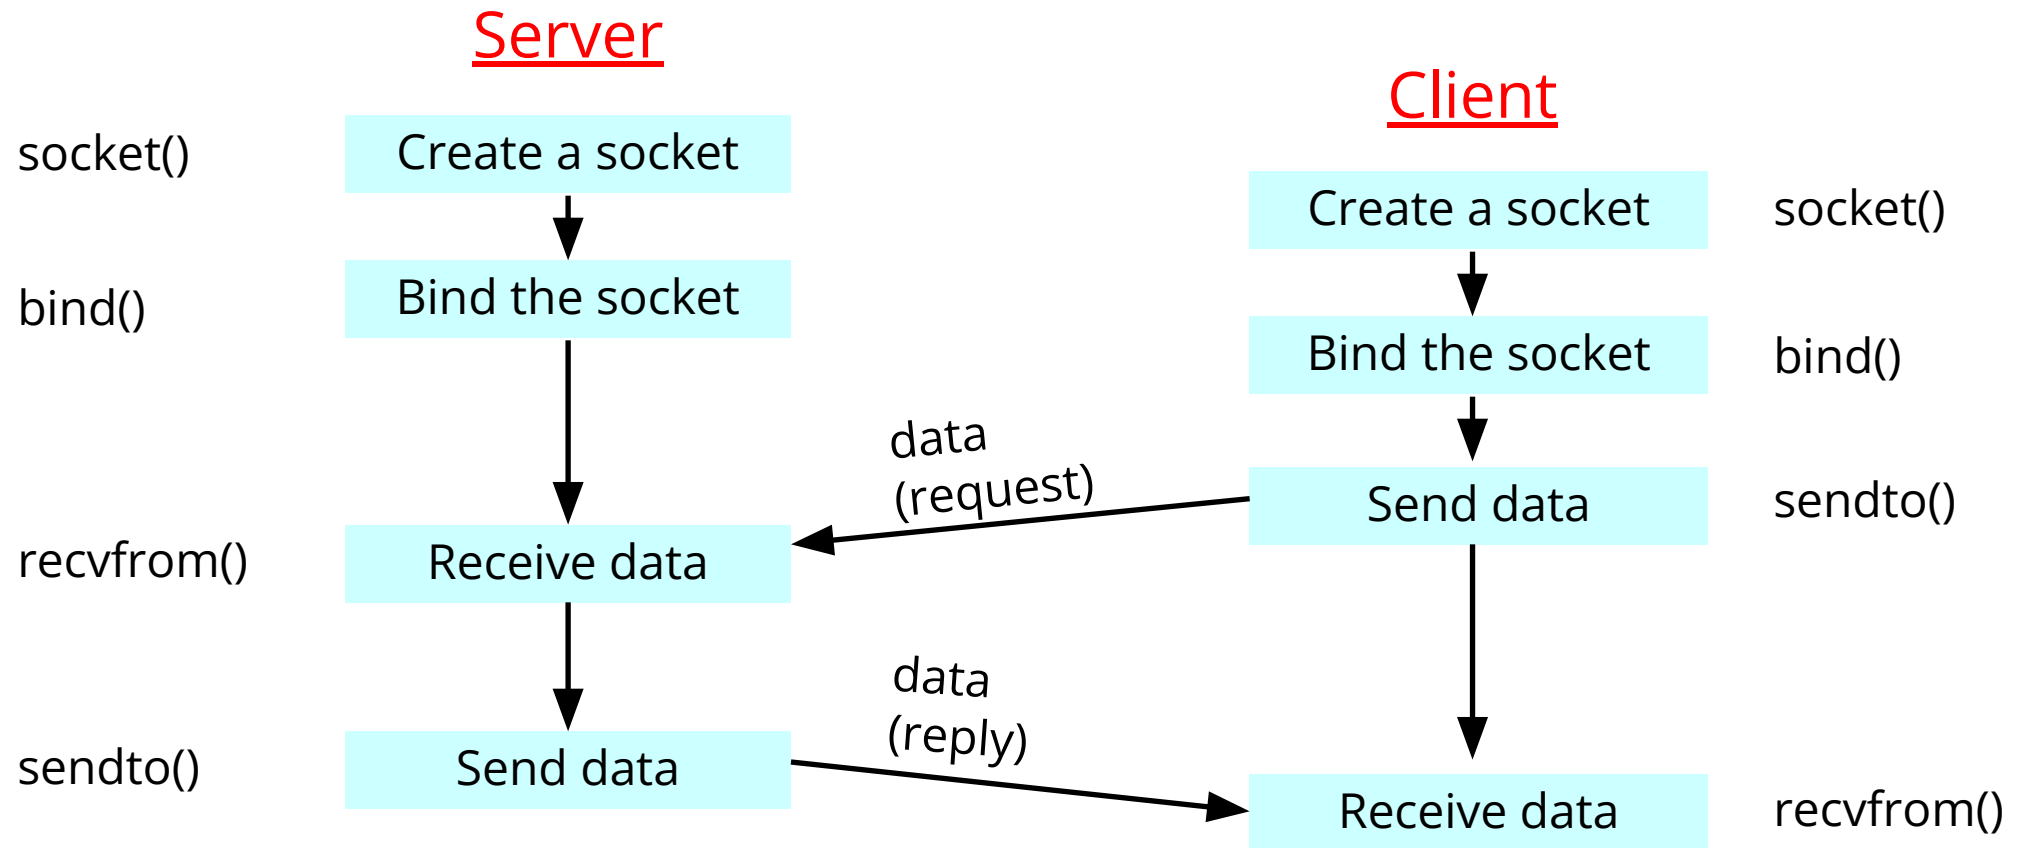 Server
Client
socket()
Create a socket
Create a socket
socket()
bind()
Bind the socket
Bind the socket
bind()
data
(request)
Send data
sendto()
recvfrom()
Receive data
data
(reply)
sendto()
Send data
Receive data
recvfrom()